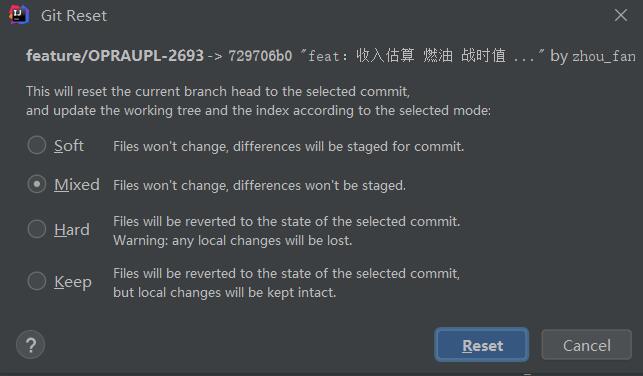 Git Reset
feature/OPRAUPL-2693 -> 729706b0 "feat: 收入估算 燃油 战时值 ..." by zhou_fan
This will reset the current branch head to the selected commit,
and update the working tree and the index according to the selected mode:
Soft Files won't change, differences will be staged for commit.
Mixed Files won't change, differences won't be staged.
Hard Files will be reverted to the state of the selected commit.
Warning: any local changes will be lost.
Keep Files will be reverted to the state of the selected commit,
but local changes will be kept intact.
? Reset Cancel